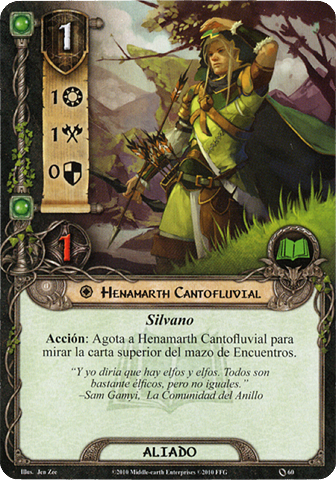 1
1
1
0
1
Henamarth Cantofluvial
Silvano
Acción: Agota a Henamarth Cantofluvial para
mirar la carta superior del mazo de Encuentros.
"Y yo diría que hay elfos y elfos. Todos son
bastante élficos, pero no iguales."
–Sam Gamyi, La Comunidad del Anillo
ALIADO
Illus. Jen Zee
©2010 Middle-earth Enterprises ©2010 FFG
60